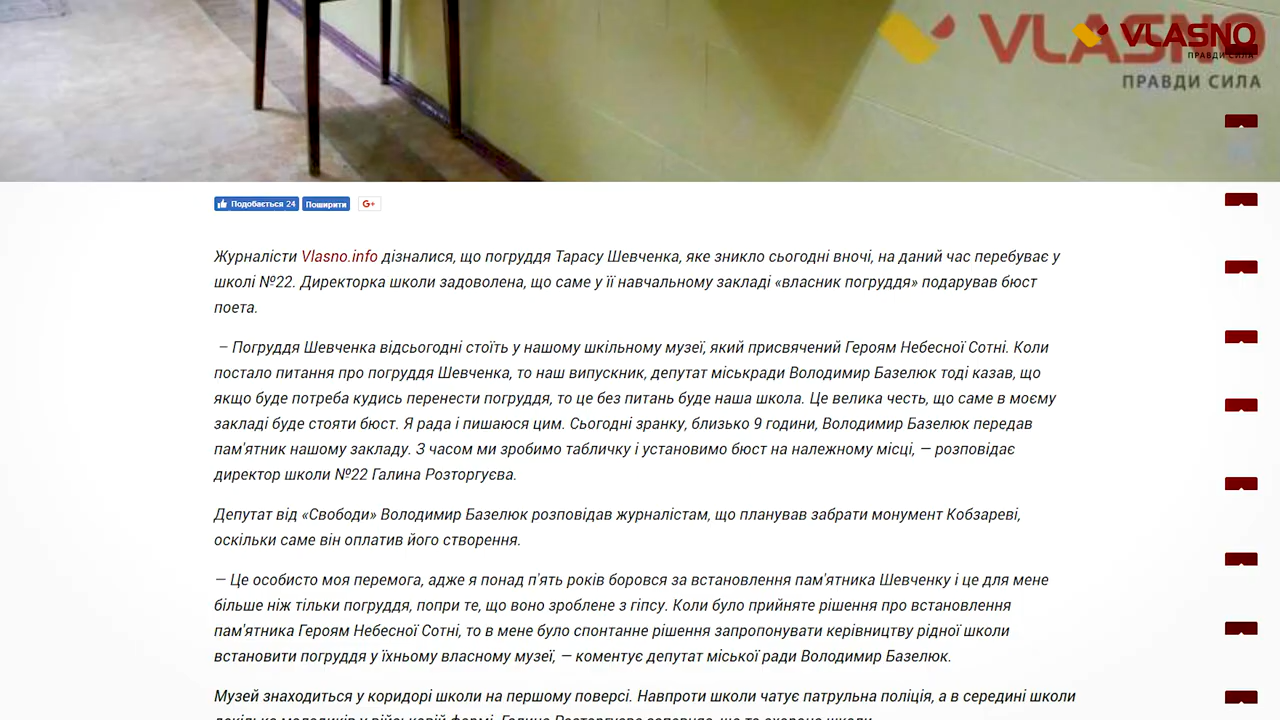 VLASNO
ПРАВДИ СИЛА
VLASNO
ПРАВДИ СИЛА
Подобається 24 Поширити G+
Журналісти Vlasno.info дізналися, що погруддя Тарасу Шевченка, яке зникло сьогодні вночі, на даний час перебуває у
школі №22. Директорка школи задоволена, що саме у її навчальному закладі «власник погруддя» подарував бюст
поета.
– Погруддя Шевченка відсьогодні стоїть у нашому шкільному музеї, який присвячений Героям Небесної Сотні. Коли
постало питання про погруддя Шевченка, то наш випускник, депутат міськради Володимир Базелюк тоді казав, що
якщо буде потреба кудись перенести погруддя, то це без питань буде наша школа. Це велика честь, що саме в моєму
закладі буде стояти бюст. Я рада і пишаюся цим. Сьогодні зранку, близько 9 години, Володимир Базелюк передав
пам'ятник нашому закладу. З часом ми зробимо табличку і установимо бюст на належному місці, — розповідає
директор школи №22 Галина Розторгуєва.
Депутат від «Свободи» Володимир Базелюк розповідав журналістам, що планував забрати монумент Кобзареві,
оскільки саме він оплатив його створення.
— Це особисто моя перемога, адже я понад п'ять років боровся за встановлення пам'ятника Шевченку і це для мене
більше ніж тільки погруддя, попри те, що воно зроблене з гіпсу. Коли було прийняте рішення про встановлення
пам'ятника Героям Небесної Сотні, то в мене було спонтанне рішення запропонувати керівництву рідної школи
встановити погруддя у їхньому власному музеї, — коментує депутат міської ради Володимир Базелюк.
Музей знаходиться у коридорі школи на першому поверсі. Навпроти школи чатує патрульна поліція, а в середині школи
декілька молодиків у військовій формі. Галина Розторгуєва запевняє, що то охорона школи.